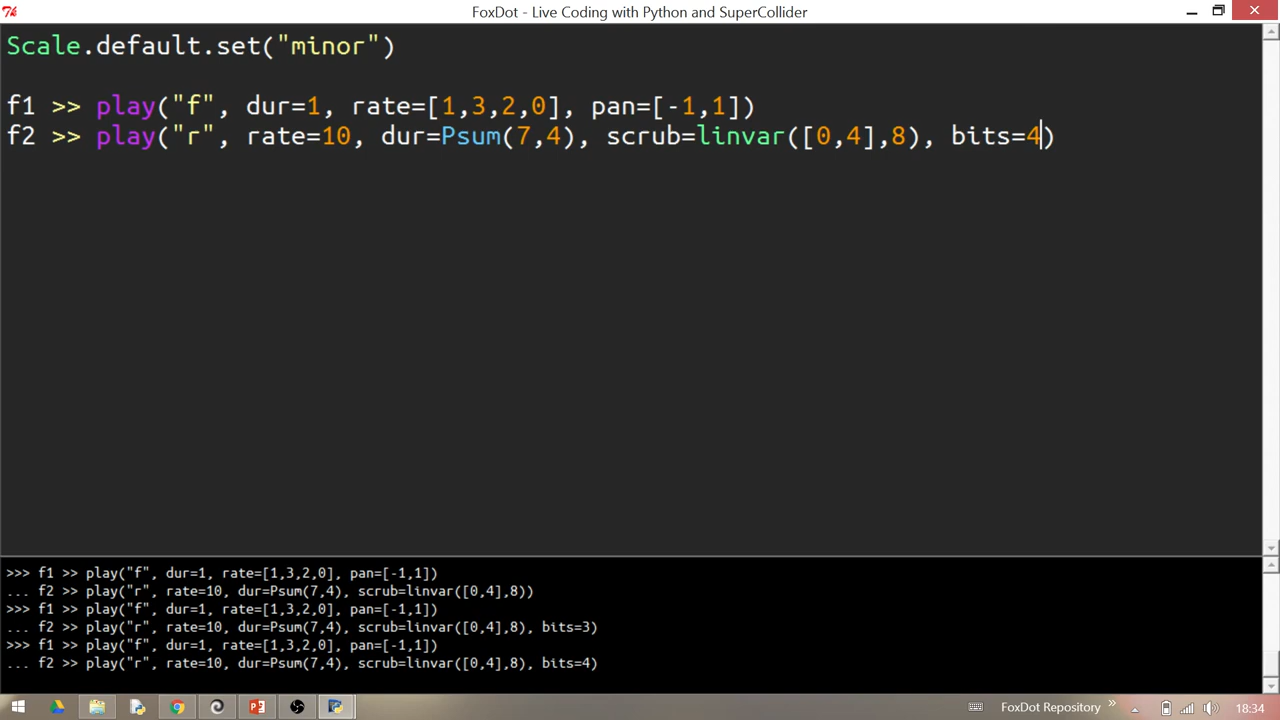 FoxDot - Live Coding with Python and SuperCollider
Scale.default.set("minor")
f1 >> play("f", dur=1, rate=[1,3,2,0], pan=[-1,1])
f2 >> play("r", rate=10, dur=Psum(7,4), scrub=linvar([0,4],8), bits=4)
>>> f1 >> play("f", dur=1, rate=[1,3,2,0], pan=[-1,1])
... f2 >> play("r", rate=10, dur=Psum(7,4), scrub=linvar([0,4],8))
>>> f1 >> play("f", dur=1, rate=[1,3,2,0], pan=[-1,1])
... f2 >> play("r", rate=10, dur=Psum(7,4), scrub=linvar([0,4],8), bits=3)
>>> f1 >> play("f", dur=1, rate=[1,3,2,0], pan=[-1,1])
... f2 >> play("r", rate=10, dur=Psum(7,4), scrub=linvar([0,4],8), bits=4)
FoxDot Repository » 18:34